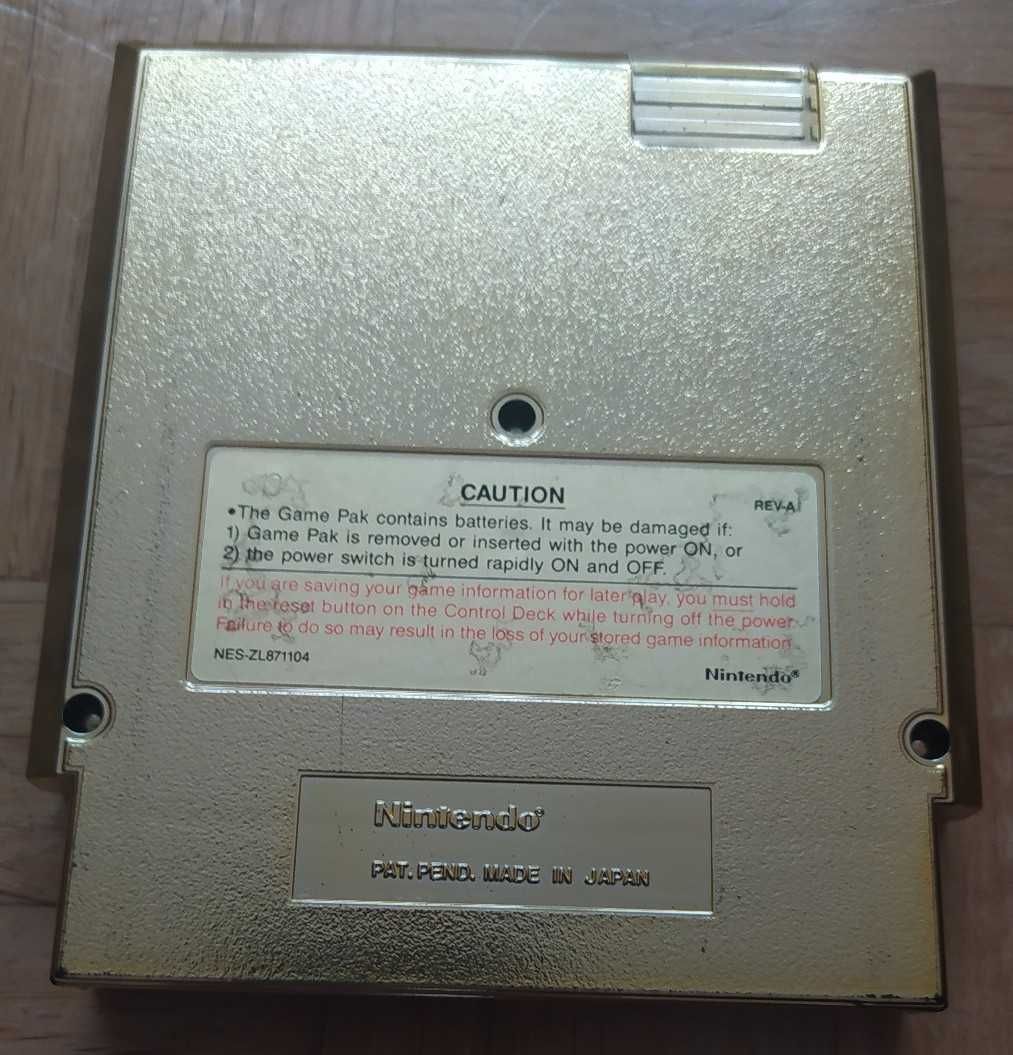 CAUTION
REV-A
•The Game Pak contains batteries. It may be damaged if:
1) Game Pak is removed or inserted with the power ON, or
2) the power switch is turned rapidly ON and OFF.
If you are saving your game information for later play, you must hold
in the reset button on the Control Deck while turning off the power.
Failure to do so may result in the loss of your stored game information.
NES-ZL871104
Nintendo®
Nintendo®
PAT. PEND. MADE IN JAPAN